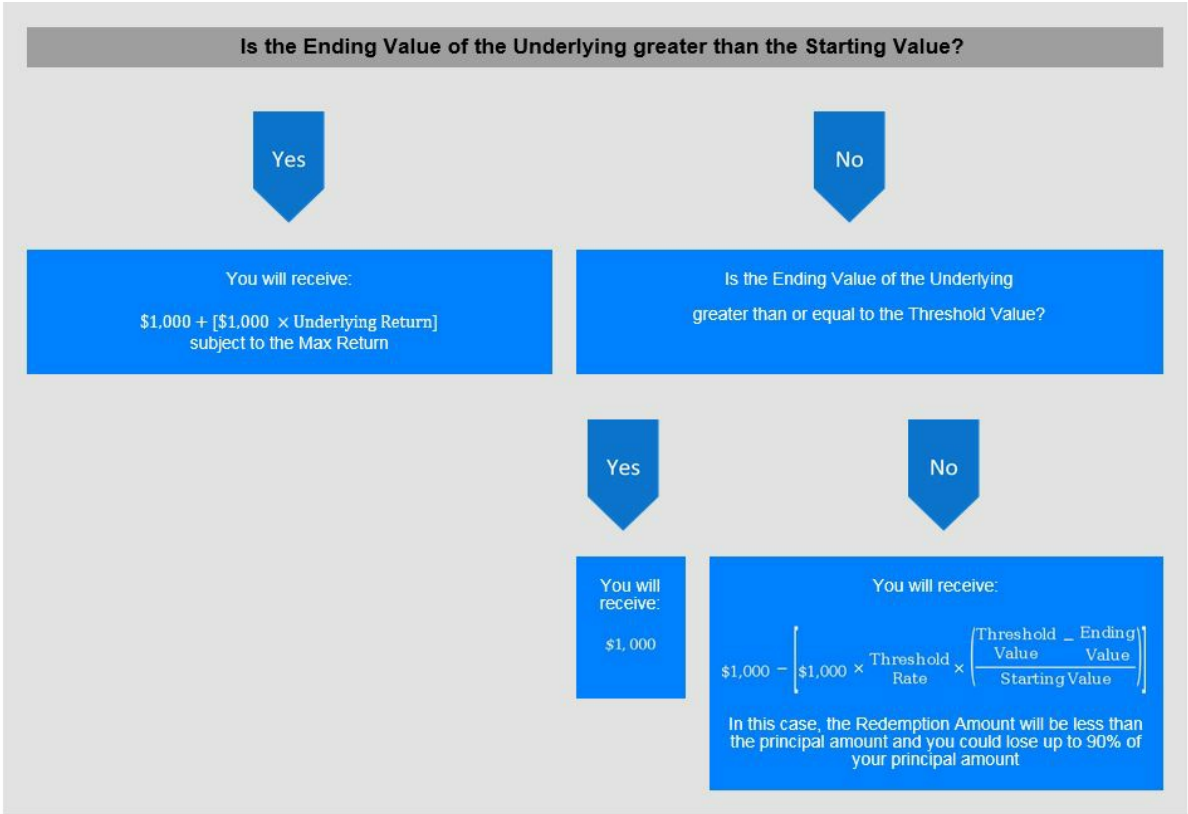 Is the Ending Value of the Underlying greater than the Starting Value?
Yes
No
You will receive:
$1,000 + [$1,000 × Underlying Return]
subject to the Max Return
Is the Ending Value of the Underlying
greater than or equal to the Threshold Value?
Yes
No
You will
receive:
$1,000
You will receive:
$1,000 − [$1,000 × Threshold Rate × ((Threshold Value − Ending Value) / Starting Value)]
In this case, the Redemption Amount will be less than
the principal amount and you could lose up to 90% of
your principal amount